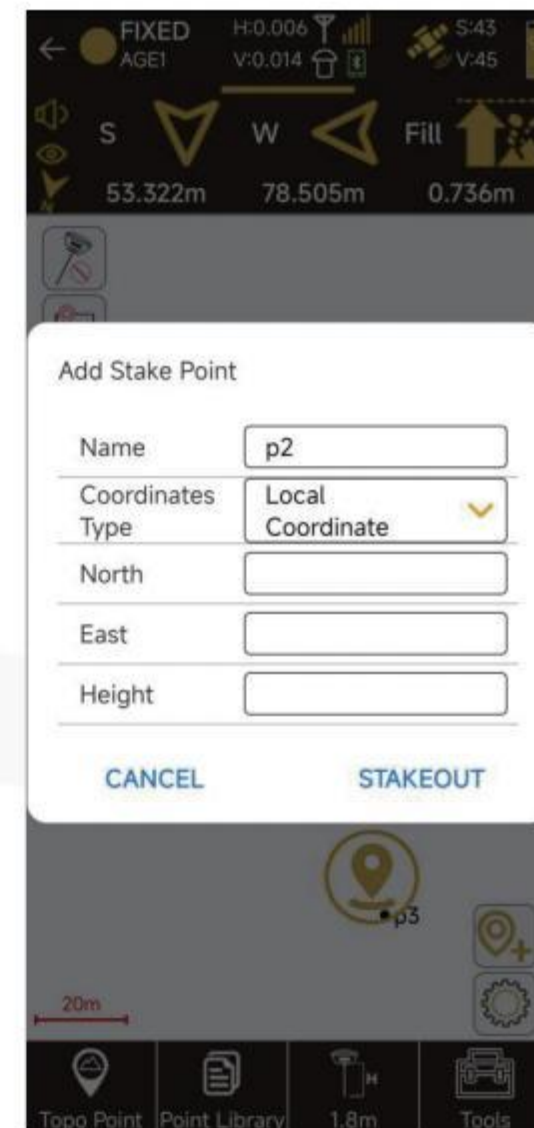 FIXED H:0.006 S:43
AGE1 V:0.014 V:45
S W Fill
53.322m 78.505m 0.736m
Add Stake Point
Name p2
Coordinates Type Local Coordinate
North
East
Height
CANCEL STAKEOUT
p3
20m
H
Topo Point Point Library 1.8m Tools